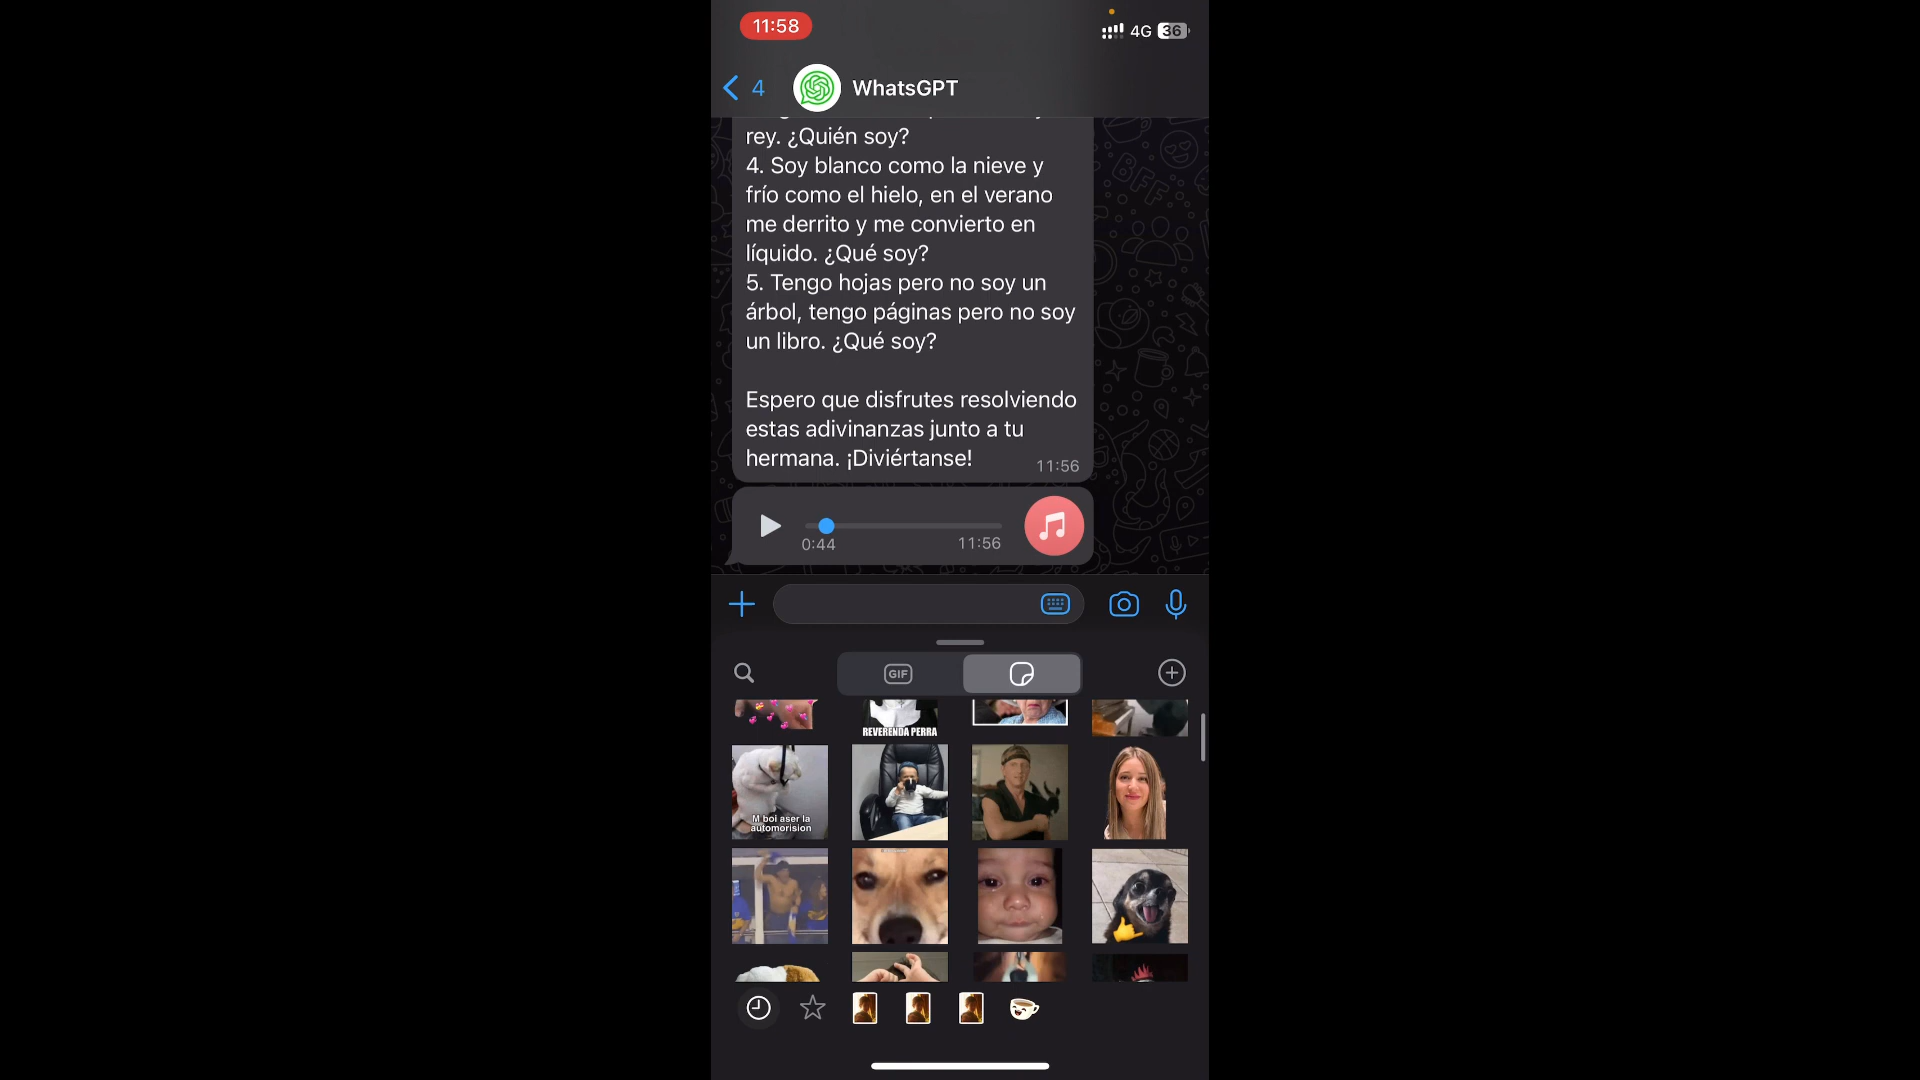 11:58
4G 36
4
WhatsGPT
rey. ¿Quién soy?
4. Soy blanco como la nieve y
frío como el hielo, en el verano
me derrito y me convierto en
líquido. ¿Qué soy?
5. Tengo hojas pero no soy un
árbol, tengo páginas pero no soy
un libro. ¿Qué soy?
Espero que disfrutes resolviendo
estas adivinanzas junto a tu
hermana. ¡Diviértanse!
11:56
0:44
11:56
GIF
REVERENDA PERRA
M boi aser la
automorision